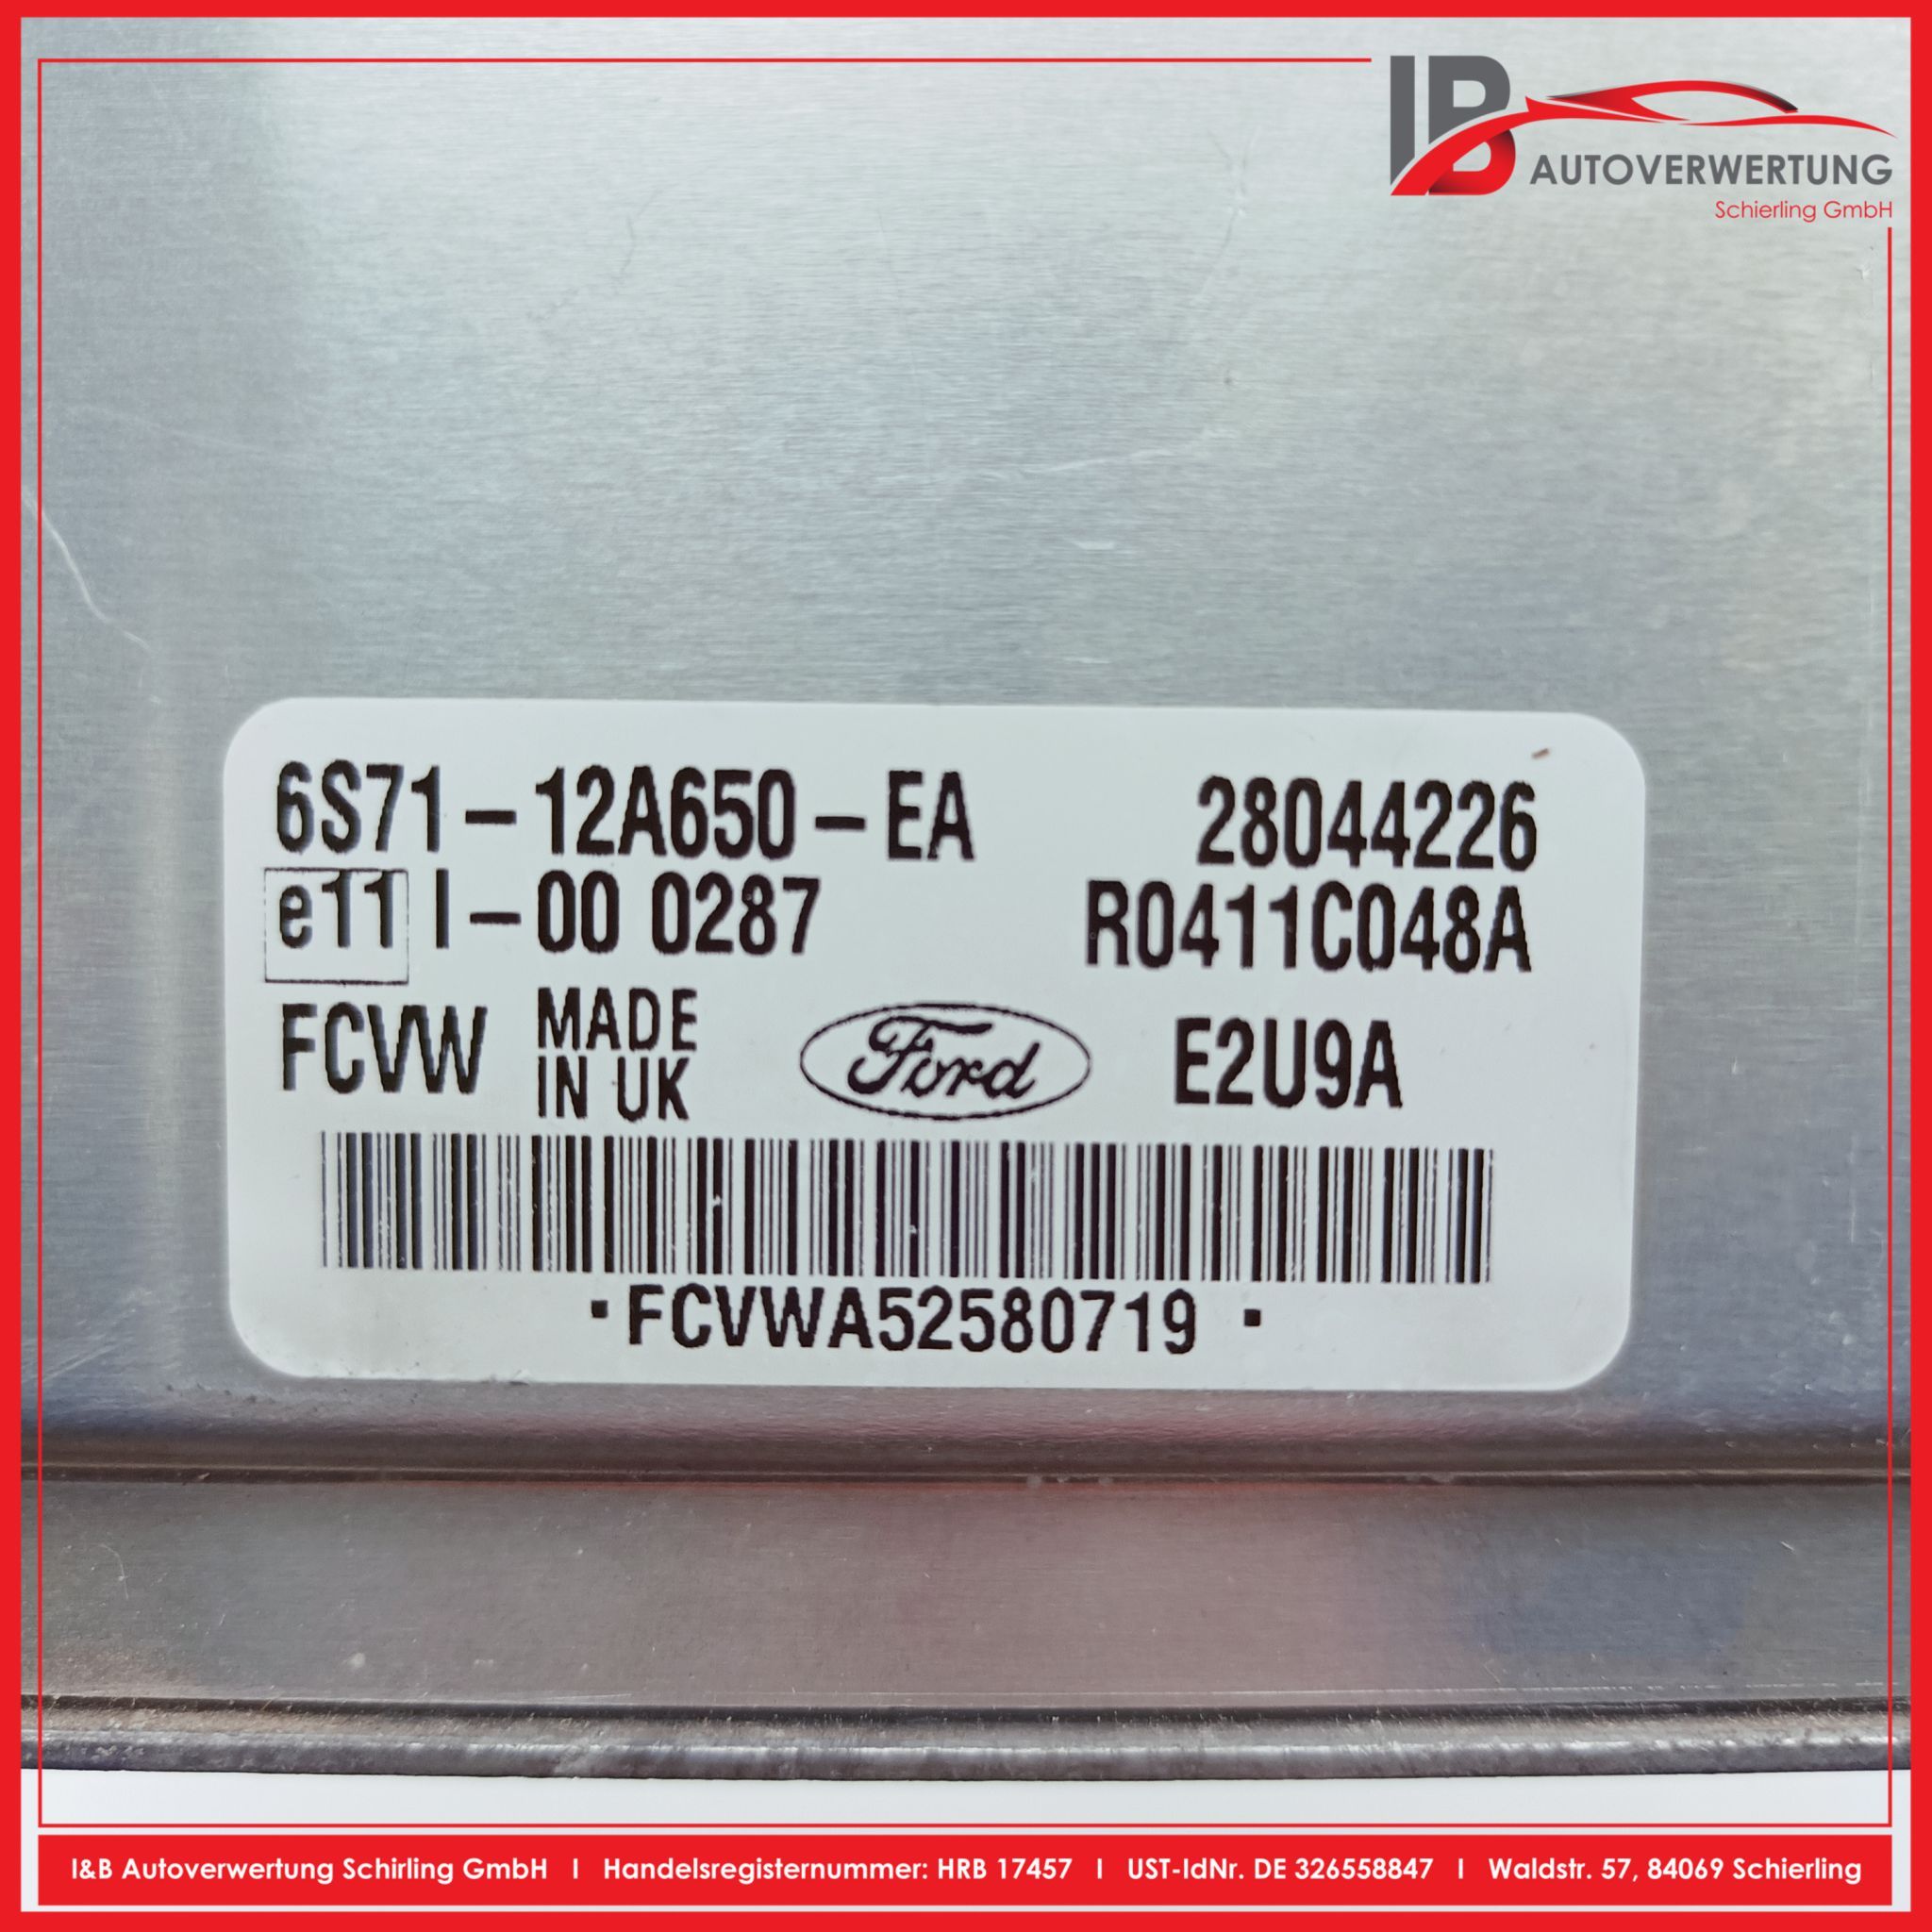 IB AUTOVERWERTUNG
Schierling GmbH
6S71-12A650-EA 28044226
e11 I-00 0287 R0411C048A
FCVW MADE IN UK Ford E2U9A
·FCVWA52580719·
I&B Autoverwertung Schirling GmbH I Handelsregisternummer: HRB 17457 I UST-IdNr. DE 326558847 I Waldstr. 57, 84069 Schierling